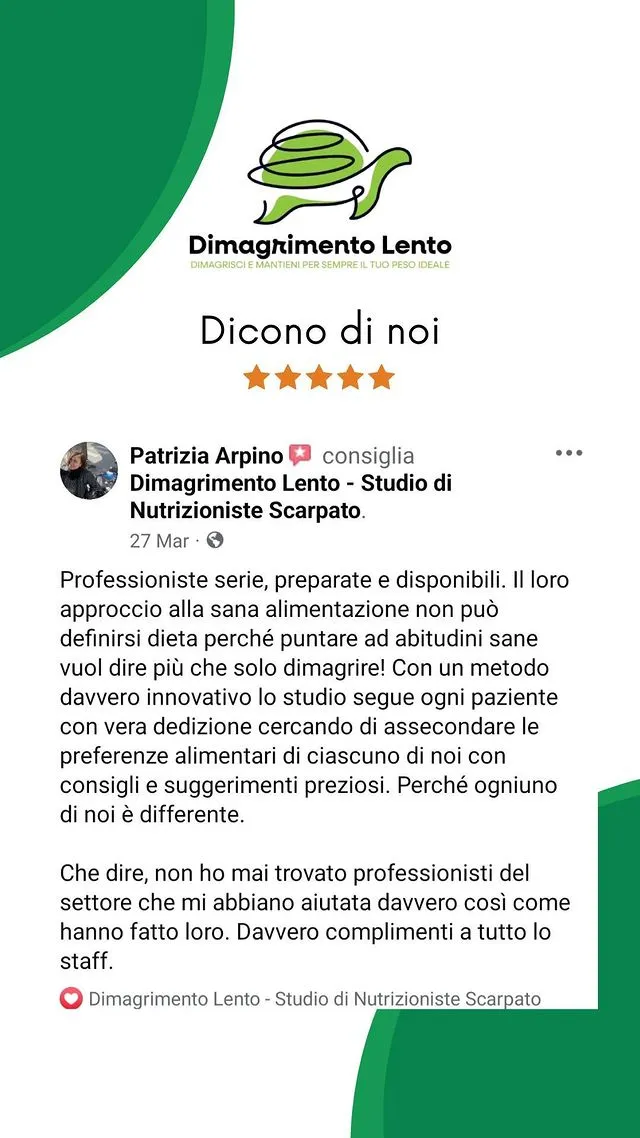 Dimagrimento Lento
DIMAGRISCI E MANTIENI PER SEMPRE IL TUO PESO IDEALE
Dicono di noi
Patrizia Arpino consiglia
Dimagrimento Lento - Studio di
Nutrizioniste Scarpato.
27 Mar ·
Professioniste serie, preparate e disponibili. Il loro
approccio alla sana alimentazione non può
definirsi dieta perché puntare ad abitudini sane
vuol dire più che solo dimagrire! Con un metodo
davvero innovativo lo studio segue ogni paziente
con vera dedizione cercando di assecondare le
preferenze alimentari di ciascuno di noi con
consigli e suggerimenti preziosi. Perché ogniuno
di noi è differente.
Che dire, non ho mai trovato professionisti del
settore che mi abbiano aiutata davvero così come
hanno fatto loro. Davvero complimenti a tutto lo
staff.
Dimagrimento Lento - Studio di Nutrizioniste Scarpato